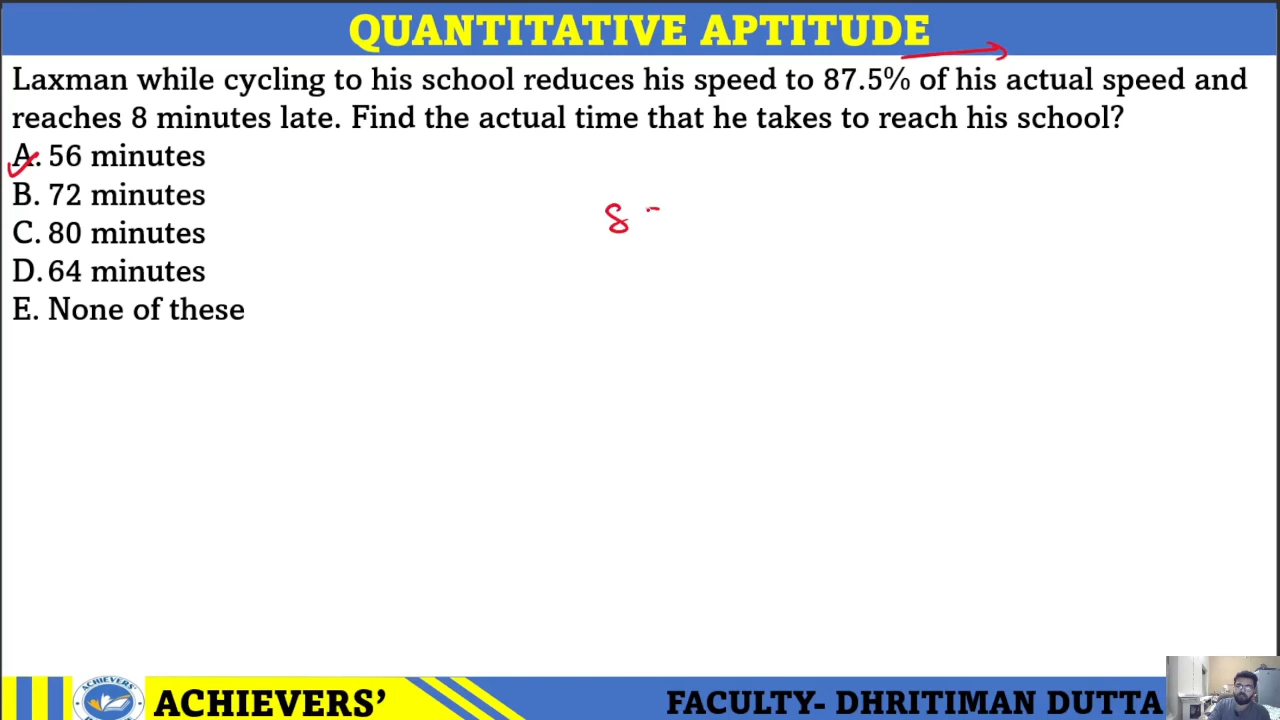 QUANTITATIVE APTITUDE
Laxman while cycling to his school reduces his speed to 87.5% of his actual speed and
reaches 8 minutes late. Find the actual time that he takes to reach his school?
A. 56 minutes
B. 72 minutes
C. 80 minutes
D. 64 minutes
E. None of these
8
ACHIEVERS
ACHIEVERS’
FACULTY- DHRITIMAN DUTTA